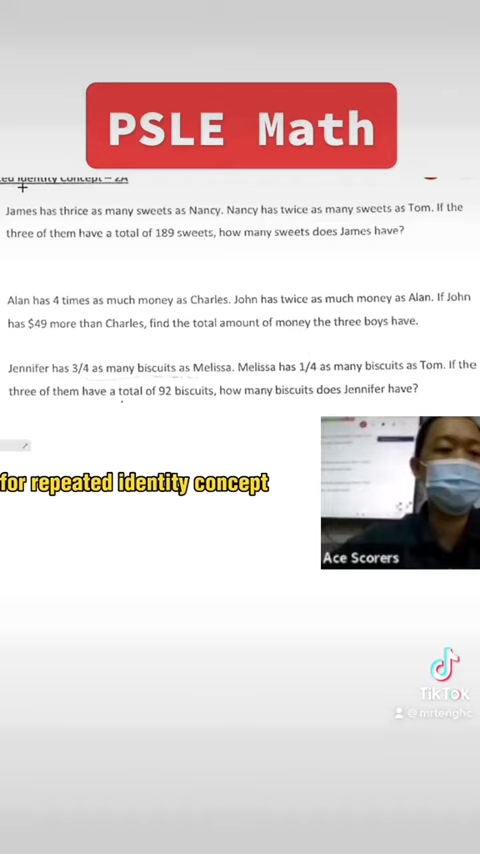 PSLE Math
Identity Concept – 2A
James has thrice as many sweets as Nancy. Nancy has twice as many sweets as Tom. If the
three of them have a total of 189 sweets, how many sweets does James have?
Alan has 4 times as much money as Charles. John has twice as much money as Alan. If John
has $49 more than Charles, find the total amount of money the three boys have.
Jennifer has 3/4 as many biscuits as Melissa. Melissa has 1/4 as many biscuits as Tom. If the
three of them have a total of 92 biscuits, how many biscuits does Jennifer have?
for repeated identity concept
Ace Scorers
TikTok
@mrtenghc